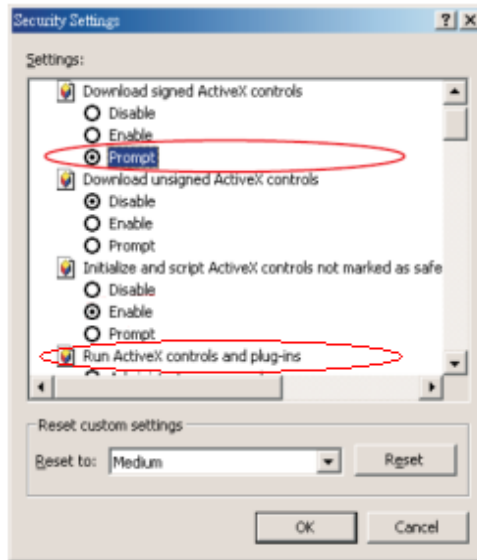 Security Settings
Settings:
Download signed ActiveX controls
Disable
Enable
Prompt
Download unsigned ActiveX controls
Disable
Enable
Prompt
Initialize and script ActiveX controls not marked as safe
Disable
Enable
Prompt
Run ActiveX controls and plug-ins
Reset custom settings
Reset to: Medium Reset
OK Cancel